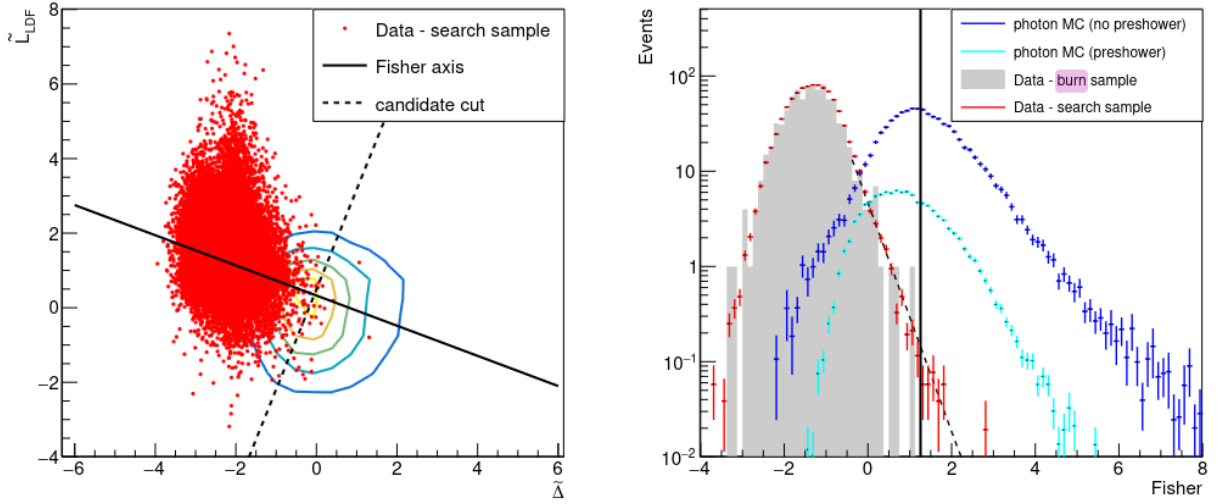 L̃_LDF
8
6
4
2
0
−2
−4
Data - search sample
Fisher axis
candidate cut
−6 −4 −2 0 2 4 6
Δ̃
Events
10²
10
1
10⁻¹
10⁻²
photon MC (no preshower)
photon MC (preshower)
Data - burn sample
Data - search sample
−4 −2 0 2 4 6 8
Fisher